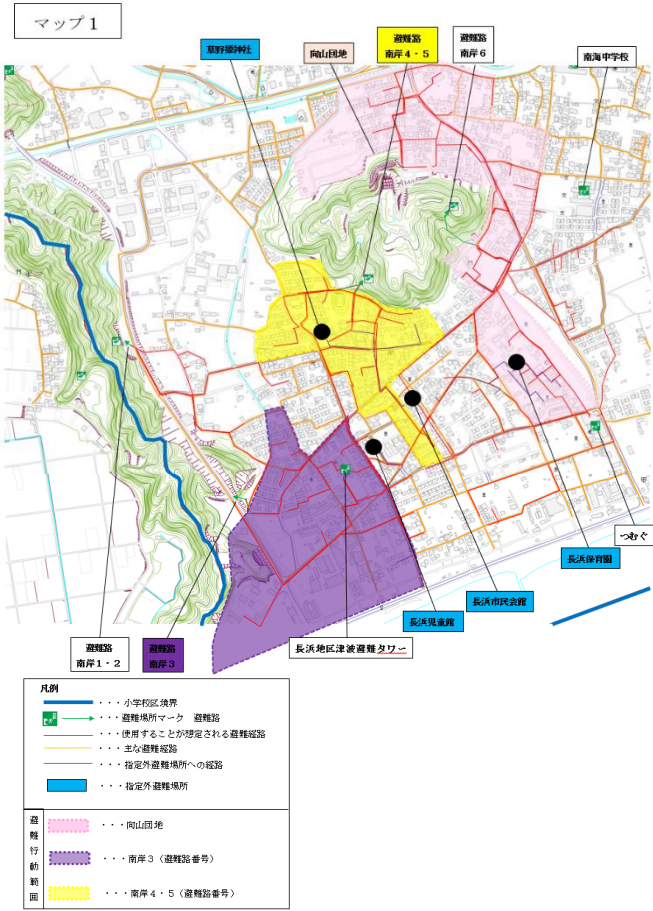 マップ１
草野媛神社
向山団地
避難路
南岸４・５
避難路
南岸６
南海中学校
つむぐ
長浜保育園
長浜市民会館
長浜児童館
長浜地区津波避難タワー
避難路
南岸１・２
避難路
南岸３
凡例
・・・小学校区境界
・・・避難場所マーク　避難路
・・・使用することが想定される避難経路
・・・主な避難経路
・・・指定外避難場所への経路
・・・指定外避難場所
避難行動範囲
・・・向山団地
・・・南岸３（避難路番号）
・・・南岸４・５（避難路番号）